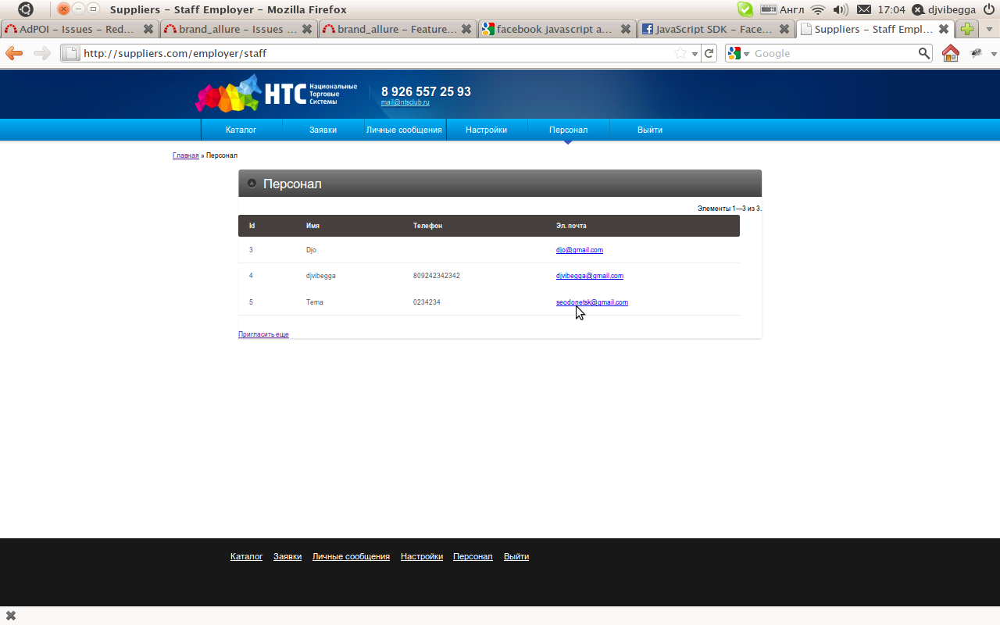 Suppliers - Staff Employer - Mozilla Firefox
Англ
17:04
djvibegga
AdPOI - Issues - Red...
brand_allure - Issues ...
brand_allure - Feature...
facebook javascript a...
JavaScript SDK - Face...
Suppliers - Staff Empl...
http://suppliers.com/employer/staff
Google
НТС
Национальные
Торговые
Системы
8 926 557 25 93
mail@ntsclub.ru
Каталог
Заявки
Личные сообщения
Настройки
Персонал
Выйти
Главная » Персонал
Персонал
Элементы 1—3 из 3.
Id Имя Телефон Эл. почта
3 Djo djo@gmail.com
4 djvibegga 809242342342 djvibegga@gmail.com
5 Tema 0234234 seodonetsk@gmail.com
Пригласить еще
Каталог Заявки Личные сообщения Настройки Персонал Выйти